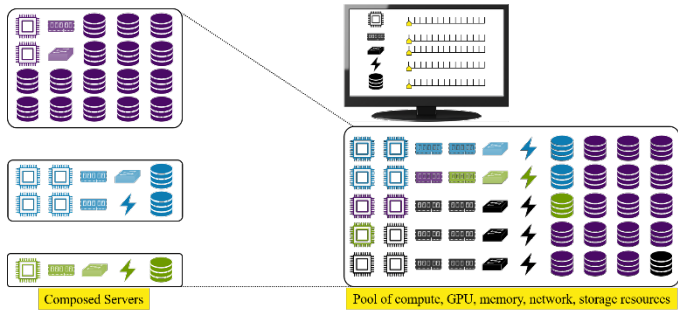 Composed Servers
Pool of compute, GPU, memory, network, storage resources